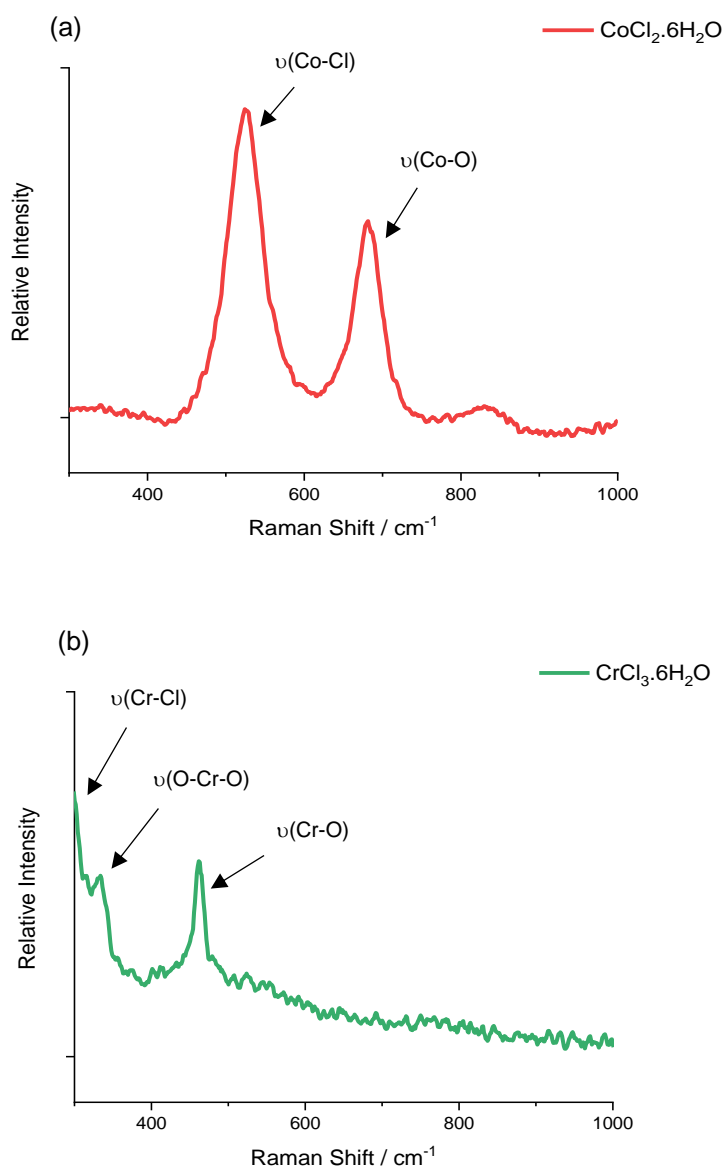 (a)
CoCl₂.6H₂O
υ(Co-Cl)
υ(Co-O)
Relative Intensity
400 600 800 1000
Raman Shift / cm⁻¹
(b)
CrCl₃.6H₂O
υ(Cr-Cl)
υ(O-Cr-O)
υ(Cr-O)
Relative Intensity
400 600 800 1000
Raman Shift / cm⁻¹